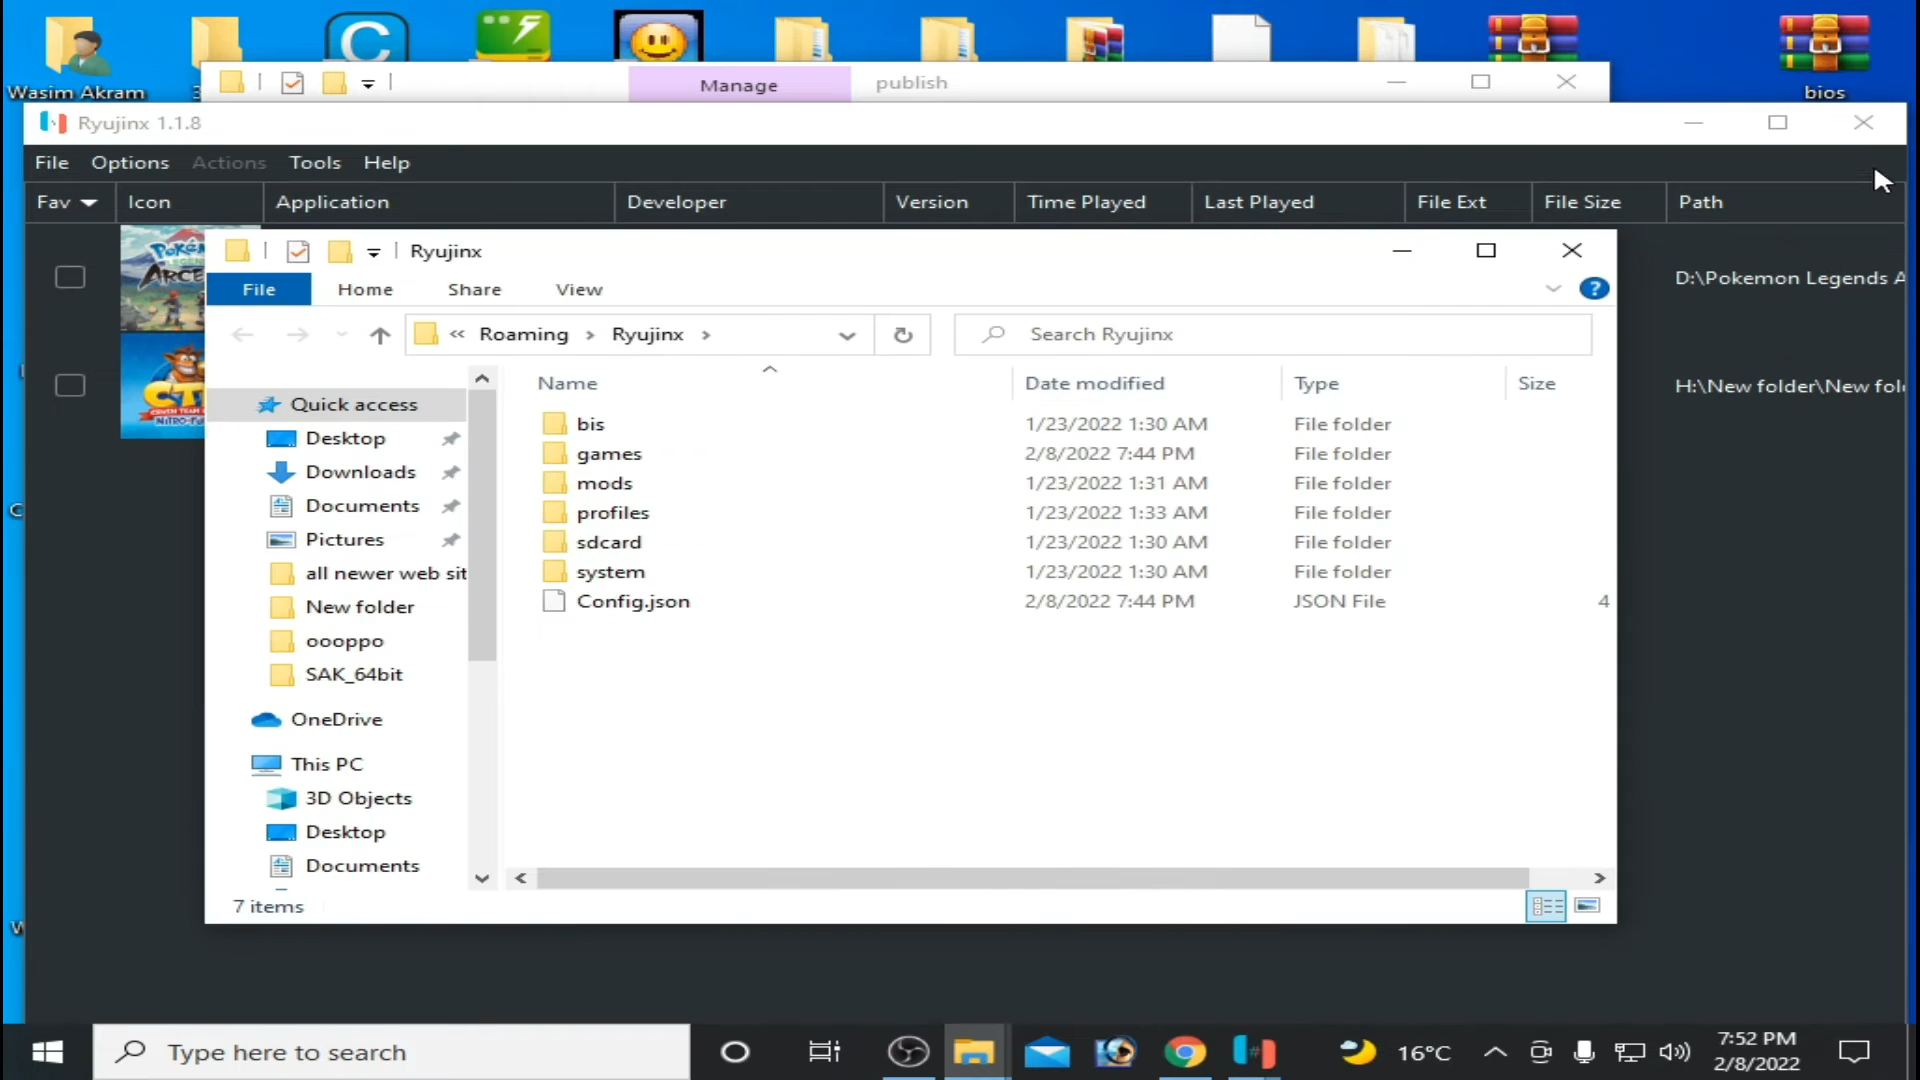 Wasim Akram
bios
Manage
publish
Ryujinx 1.1.8
File Options Actions Tools Help
Fav Icon Application Developer Version Time Played Last Played File Ext File Size Path
Ryujinx
File Home Share View
D:\Pokemon Legends A
Roaming Ryujinx
Search Ryujinx
H:\New folder\New fol
Name Date modified Type Size
Quick access
Desktop
Downloads
Documents
Pictures
all newer web sit
New folder
oooppo
SAK_64bit
OneDrive
This PC
3D Objects
Desktop
Documents
bis 1/23/2022 1:30 AM File folder
games 2/8/2022 7:44 PM File folder
mods 1/23/2022 1:31 AM File folder
profiles 1/23/2022 1:33 AM File folder
sdcard 1/23/2022 1:30 AM File folder
system 1/23/2022 1:30 AM File folder
Config.json 2/8/2022 7:44 PM JSON File 4
7 items
Type here to search
16°C
7:52 PM
2/8/2022